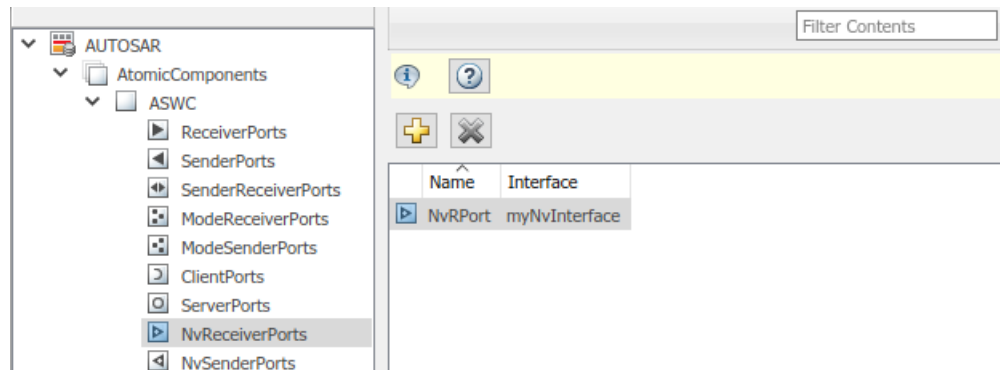 Filter Contents
AUTOSAR
AtomicComponents
ASWC
ReceiverPorts
SenderPorts
SenderReceiverPorts
ModeReceiverPorts
ModeSenderPorts
ClientPorts
ServerPorts
NvReceiverPorts
NvSenderPorts
Name Interface
NvRPort myNvInterface